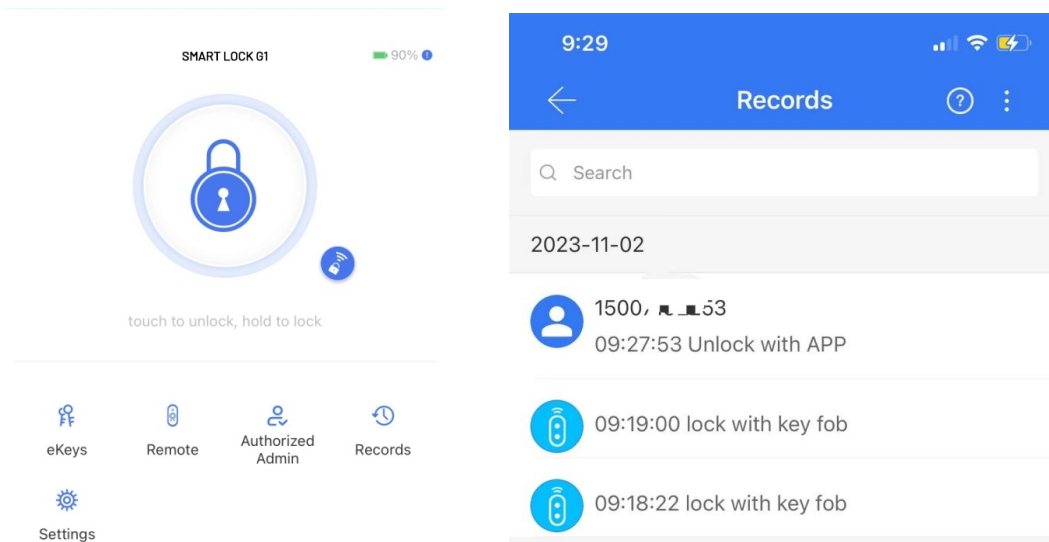 SMART LOCK G1
90%
touch to unlock, hold to lock
eKeys
Remote
Authorized
Admin
Records
Settings
9:29
Records
Search
2023-11-02
09:27:53 Unlock with APP
09:19:00 lock with key fob
09:18:22 lock with key fob